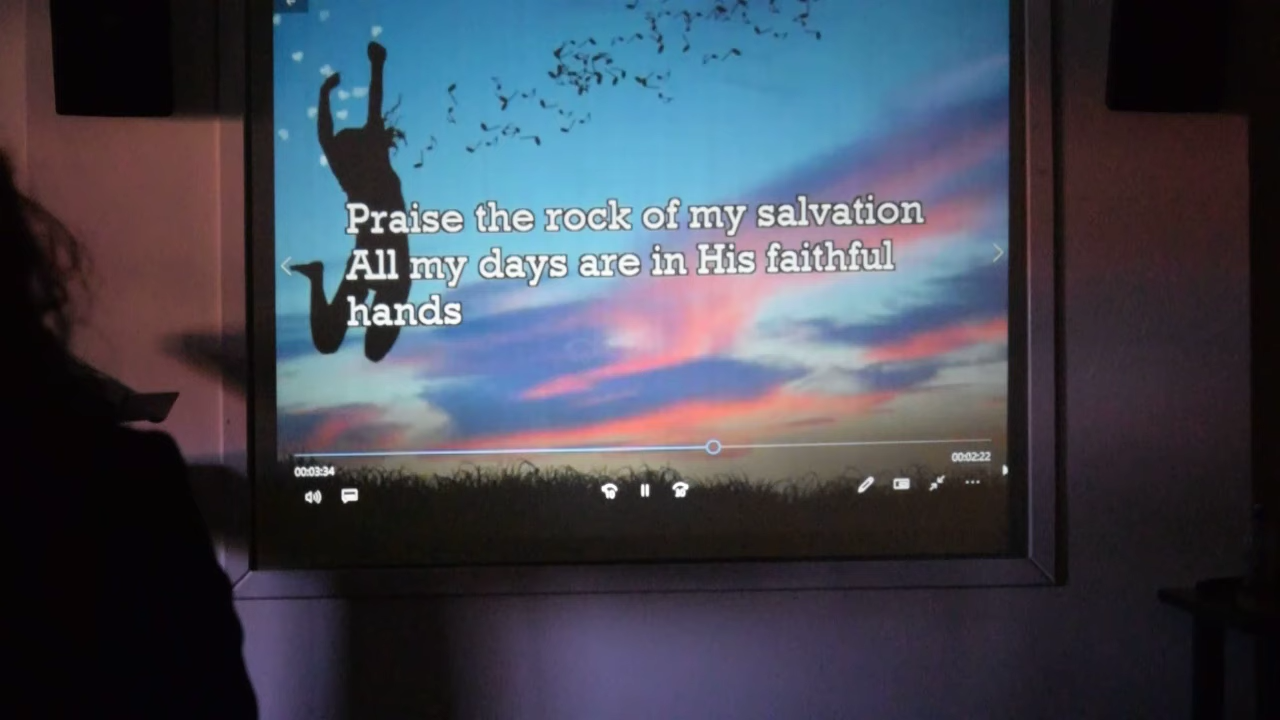 Praise the rock of my salvation
All my days are in His faithful
hands
00:03:34
00:02:22